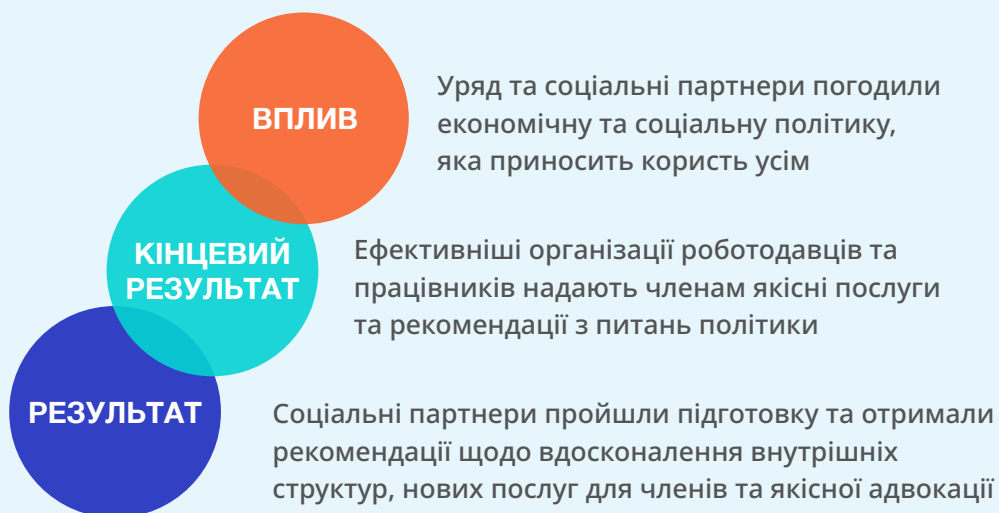 ВПЛИВ
Уряд та соціальні партнери погодили
економічну та соціальну політику,
яка приносить користь усім
КІНЦЕВИЙ
РЕЗУЛЬТАТ
Ефективніші організації роботодавців та
працівників надають членам якісні послуги
та рекомендації з питань політики
РЕЗУЛЬТАТ
Соціальні партнери пройшли підготовку та отримали
рекомендації щодо вдосконалення внутрішніх
структур, нових послуг для членів та якісної адвокації